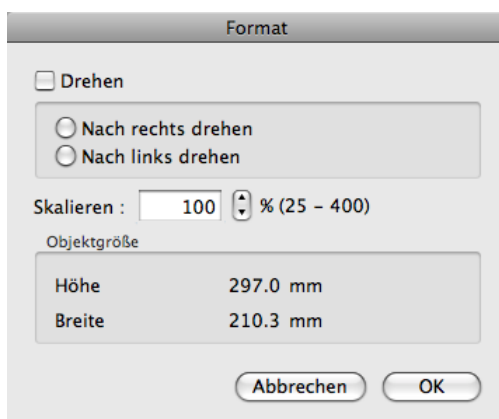 Format
Drehen
Nach rechts drehen
Nach links drehen
Skalieren : 100 % (25 – 400)
Objektgröße
Höhe 297.0 mm
Breite 210.3 mm
Abbrechen OK